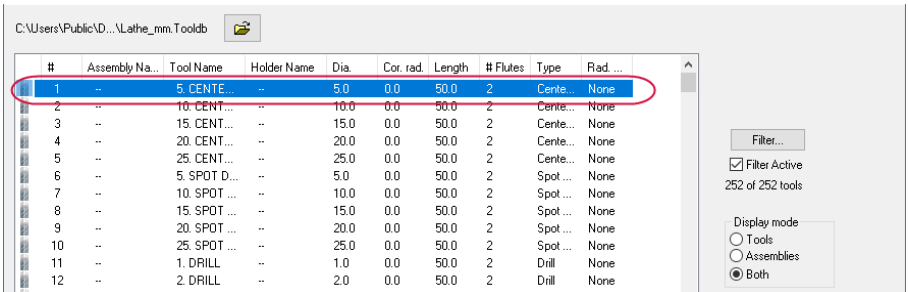 C:\Users\Public\D...\Lathe_mm.Tooldb
# Assembly Na... Tool Name Holder Name Dia. Cor. rad. Length # Flutes Type Rad. ...
1 -- 5. CENTE... -- 5.0 0.0 50.0 2 Cente... None
2 -- 10. CENT... -- 10.0 0.0 50.0 2 Cente... None
3 -- 15. CENT... -- 15.0 0.0 50.0 2 Cente... None
4 -- 20. CENT... -- 20.0 0.0 50.0 2 Cente... None
5 -- 25. CENT... -- 25.0 0.0 50.0 2 Cente... None
6 -- 5. SPOT D... -- 5.0 0.0 50.0 2 Spot ... None
7 -- 10. SPOT ... -- 10.0 0.0 50.0 2 Spot ... None
8 -- 15. SPOT ... -- 15.0 0.0 50.0 2 Spot ... None
9 -- 20. SPOT ... -- 20.0 0.0 50.0 2 Spot ... None
10 -- 25. SPOT ... -- 25.0 0.0 50.0 2 Spot ... None
11 -- 1. DRILL -- 1.0 0.0 50.0 2 Drill None
12 -- 2. DRILL -- 2.0 0.0 50.0 2 Drill None
Filter...
Filter Active
252 of 252 tools
Display mode
Tools
Assemblies
Both